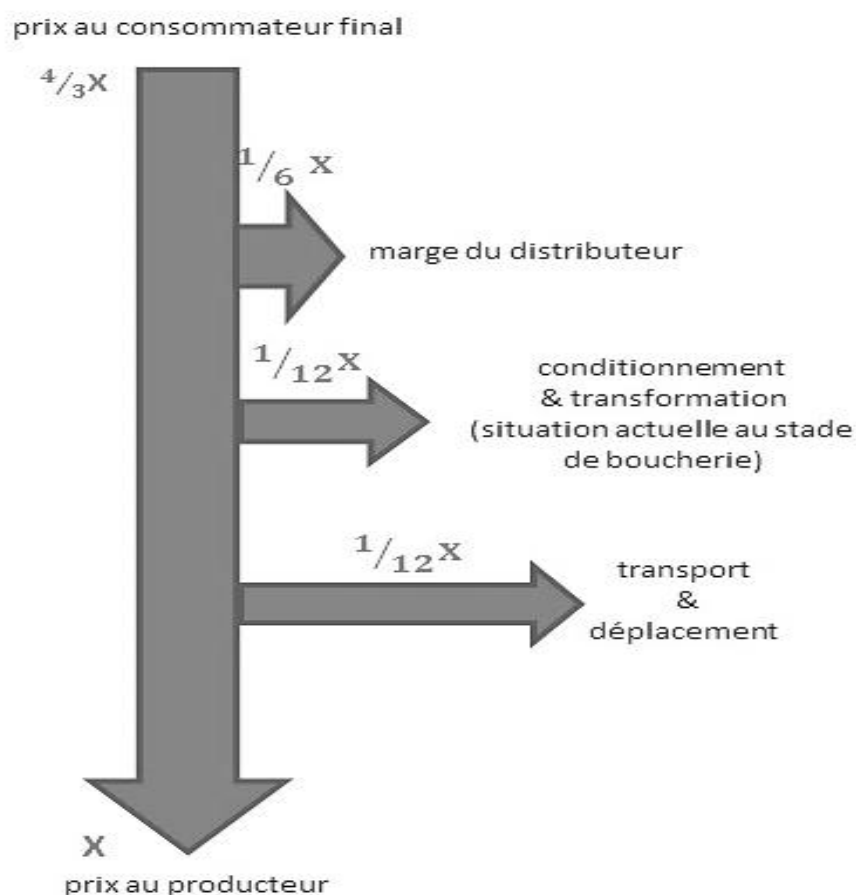 prix au consommateur final
⁴/₃X
¹/₆ X
marge du distributeur
¹/₁₂X
conditionnement
& transformation
(situation actuelle au stade
de boucherie)
¹/₁₂X
transport
&
déplacement
X
prix au producteur